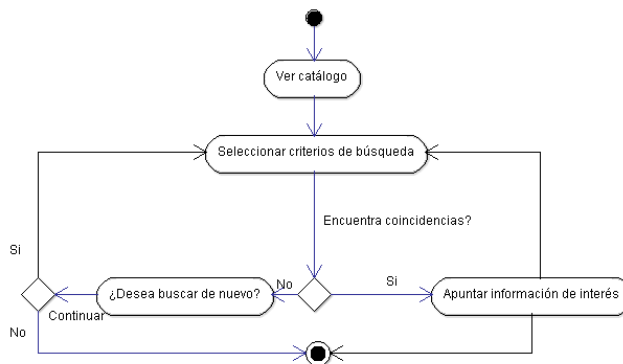 Ver catálogo
Seleccionar criterios de búsqueda
Encuentra coincidencias?
Si
No
Si
¿Desea buscar de nuevo?
Apuntar información de interés
Continuar
No